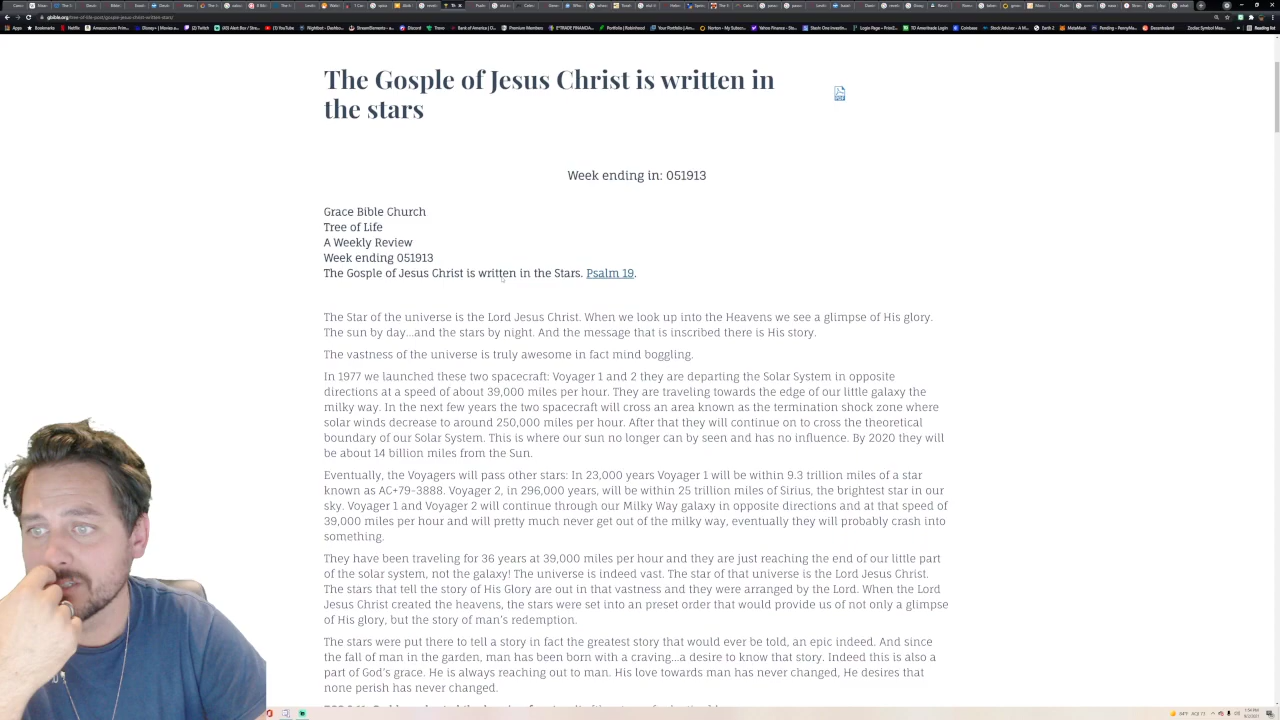 gbible.org/tree-of-life-post/gosple-jesus-christ-written-stars/
The Gosple of Jesus Christ is written in
the stars
Week ending in: 051913
Grace Bible Church
Tree of Life
A Weekly Review
Week ending 051913
The Gosple of Jesus Christ is written in the Stars. Psalm 19.
The Star of the universe is the Lord Jesus Christ. When we look up into the Heavens we see a glimpse of His glory.
The sun by day...and the stars by night. And the message that is inscribed there is His story.
The vastness of the universe is truly awesome in fact mind boggling.
In 1977 we launched these two spacecraft: Voyager 1 and 2 they are departing the Solar System in opposite
directions at a speed of about 39,000 miles per hour. They are traveling towards the edge of our little galaxy the
milky way. In the next few years the two spacecraft will cross an area known as the termination shock zone where
solar winds decrease to around 250,000 miles per hour. After that they will continue on to cross the theoretical
boundary of our Solar System. This is where our sun no longer can by seen and has no influence. By 2020 they will
be about 14 billion miles from the Sun.
Eventually, the Voyagers will pass other stars: In 23,000 years Voyager 1 will be within 9.3 trillion miles of a star
known as AC+79-3888. Voyager 2, in 296,000 years, will be within 25 trillion miles of Sirius, the brightest star in our
sky. Voyager 1 and Voyager 2 will continue through our Milky Way galaxy in opposite directions and at that speed of
39,000 miles per hour and will pretty much never get out of the milky way, eventually they will probably crash into
something.
They have been traveling for 36 years at 39,000 miles per hour and they are just reaching the end of our little part
of the solar system, not the galaxy! The universe is indeed vast. The star of that universe is the Lord Jesus Christ.
The stars that tell the story of His Glory are out in that vastness and they were arranged by the Lord. When the Lord
Jesus Christ created the heavens, the stars were set into an preset order that would provide us of not only a glimpse
of His glory, but the story of man's redemption.
The stars were put there to tell a story in fact the greatest story that would ever be told, an epic indeed. And since
the fall of man in the garden, man has been born with a craving...a desire to know that story. Indeed this is also a
part of God's grace. He is always reaching out to man. His love towards man has never changed, He desires that
none perish has never changed.